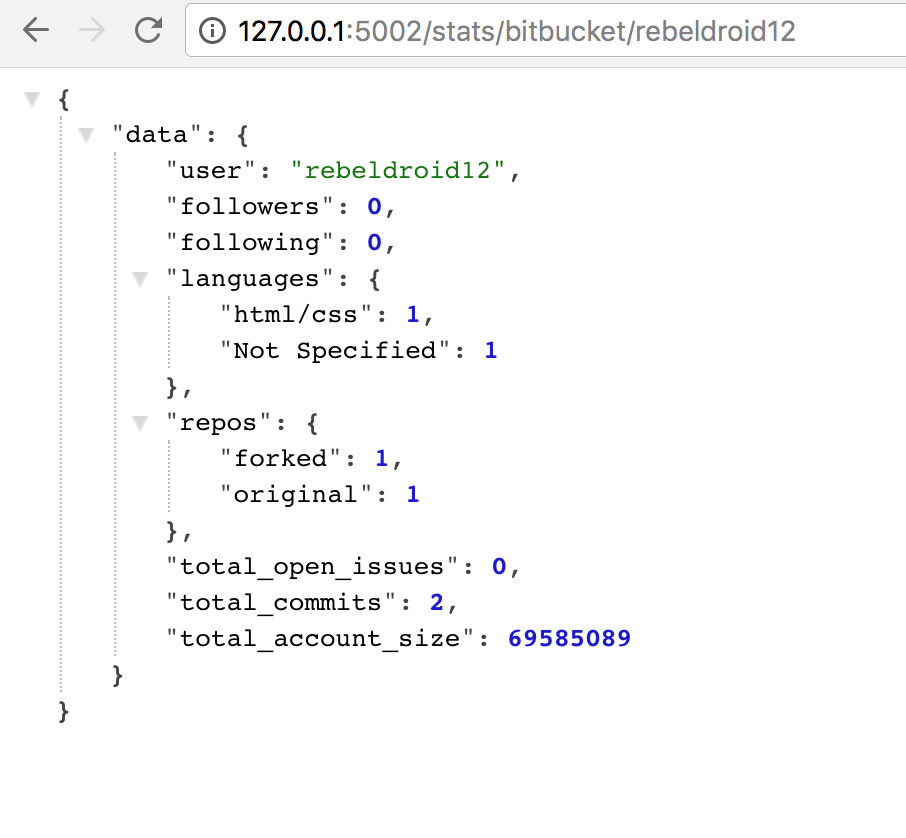 127.0.0.1:5002/stats/bitbucket/rebeldroid12
{
"data": {
"user": "rebeldroid12",
"followers": 0,
"following": 0,
"languages": {
"html/css": 1,
"Not Specified": 1
},
"repos": {
"forked": 1,
"original": 1
},
"total_open_issues": 0,
"total_commits": 2,
"total_account_size": 69585089
}
}